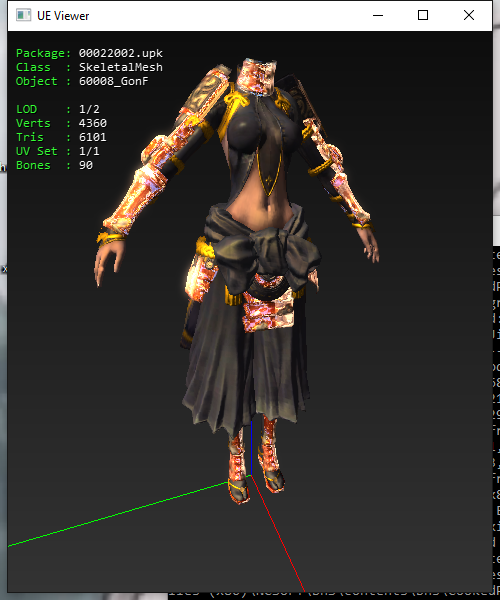 UE Viewer
Package: 00022002.upk
Class : SkeletalMesh
Object : 60008_GonF
LOD : 1/2
Verts : 4360
Tris : 6101
UV Set : 1/1
Bones : 90